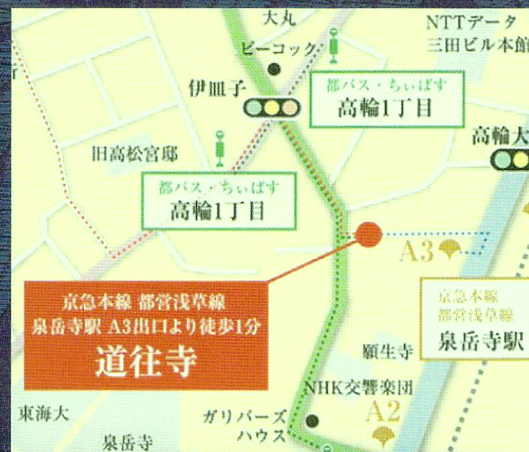 大丸
ピーコック
NTTデータ
三田ビル本館
伊皿子
都バス・ちぃばす
高輪1丁目
旧高松宮邸
都バス・ちぃばす
高輪1丁目
A3
京急本線 都営浅草線
泉岳寺駅 A3出口より徒歩1分
道往寺
京急本線
都営浅草線
泉岳寺駅
願生寺
NHK交響楽団
A2
東海大
ガリバーズ
ハウス
泉岳寺